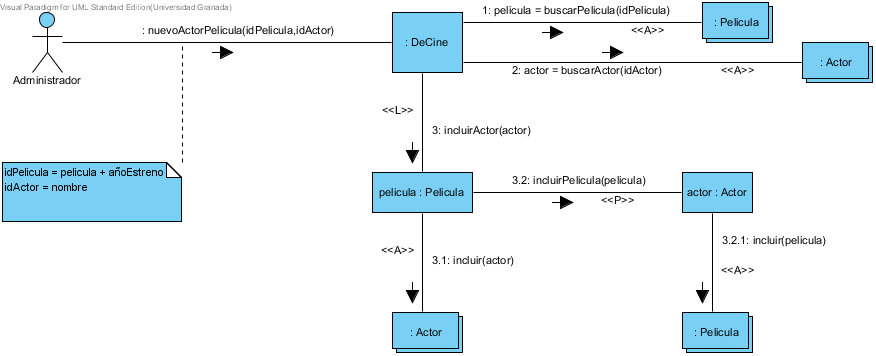 Visual Paradigm for UML Standard Edition(Universidad Granada)
: nuevoActorPelicula(idPelicula,idActor)
Administrador
: DeCine
1: pelicula = buscarPelicula(idPelicula)
<<A>>
: Pelicula
2: actor = buscarActor(idActor)
<<A>>
: Actor
<<L>>
3: incluirActor(actor)
idPelicula = pelicula + añoEstreno
idActor = nombre
pelicula : Pelicula
3.2: incluirPelicula(pelicula)
<<P>>
actor : Actor
<<A>>
3.1: incluir(actor)
3.2.1: incluir(pelicula)
<<A>>
: Actor
: Pelicula